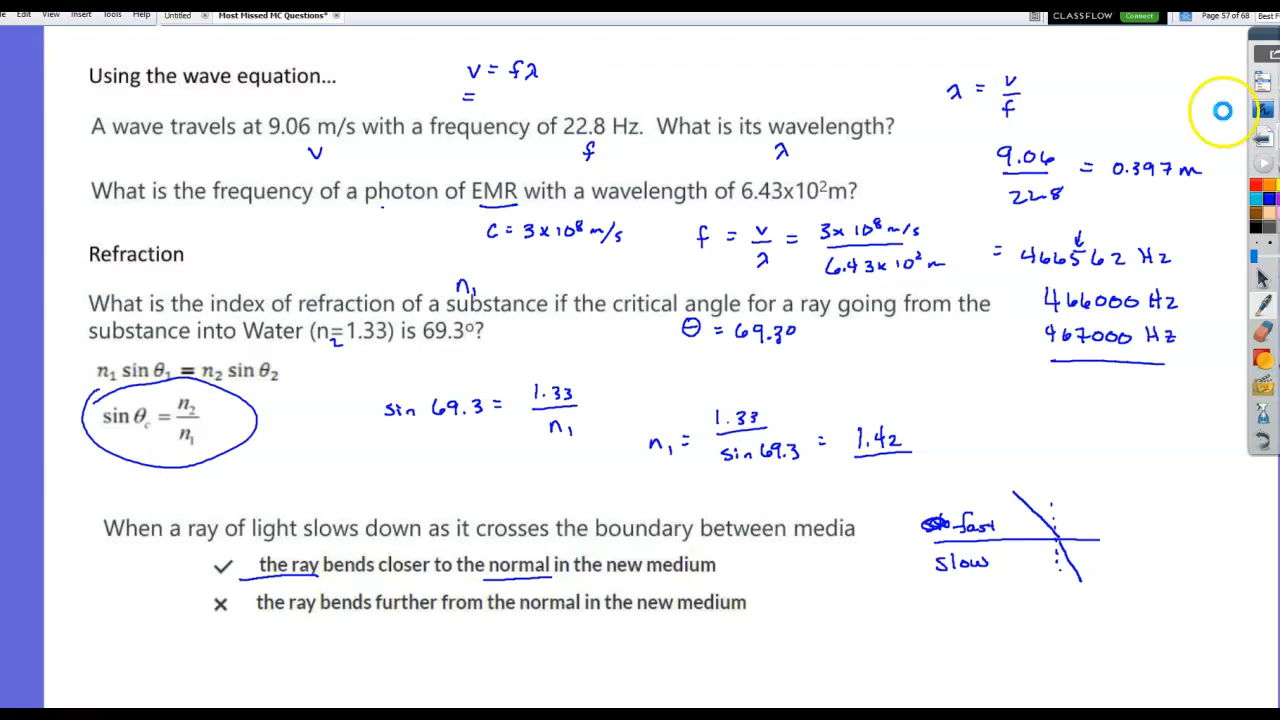 Edit View Insert Tools Help Untitled Most Missed MC Questions* CLASSFLOW Connect Page 57 of 68 Best F
Using the wave equation...
v = fλ
=
λ = v/f
A wave travels at 9.06 m/s with a frequency of 22.8 Hz. What is its wavelength?
v f λ
9.06/22.8 = 0.397 m
What is the frequency of a photon of EMR with a wavelength of 6.43x10²m?
c = 3 x 10⁸ m/s
f = v/λ = 3 x 10⁸ m/s / 6.43 x 10² m = 466562 Hz
Refraction
466000 Hz
467000 Hz
n₁
What is the index of refraction of a substance if the critical angle for a ray going from the
substance into Water (n₂=1.33) is 69.3º?
θ = 69.3º
n₁ sin θ₁ = n₂ sin θ₂
sin θc = n₂/n₁
sin 69.3 = 1.33/n₁
n₁ = 1.33/sin 69.3 = 1.42
When a ray of light slows down as it crosses the boundary between media
fast
slow
✓ the ray bends closer to the normal in the new medium
× the ray bends further from the normal in the new medium